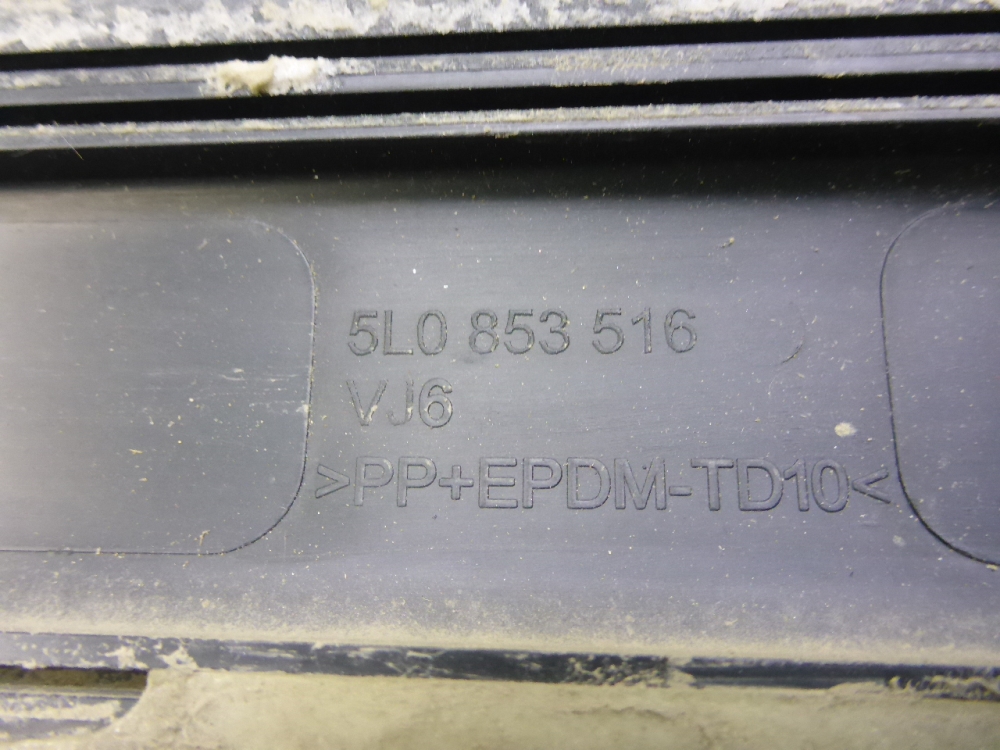 5L0 853 516
VJ6
>PP+EPDM-TD10<